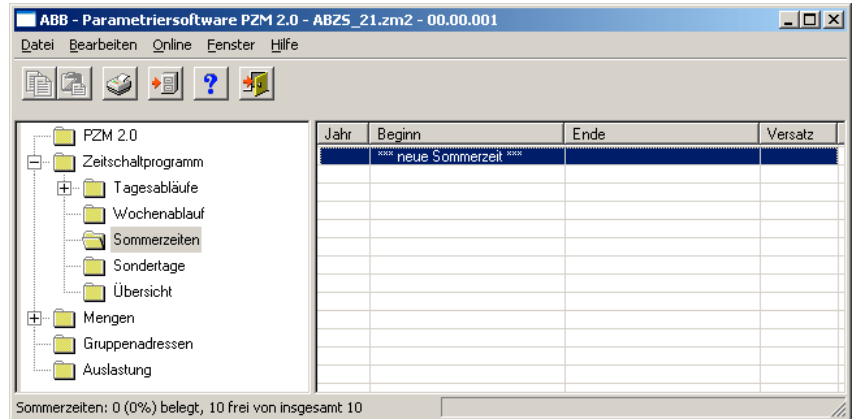 ABB - Parametriersoftware PZM 2.0 - ABZS_21.zm2 - 00.00.001
Datei Bearbeiten Online Fenster Hilfe
PZM 2.0
Zeitschaltprogramm
Tagesabläufe
Wochenablauf
Sommerzeiten
Sondertage
Übersicht
Mengen
Gruppenadressen
Auslastung
Jahr Beginn Ende Versatz
*** neue Sommerzeit ***
Sommerzeiten: 0 (0%) belegt, 10 frei von insgesamt 10